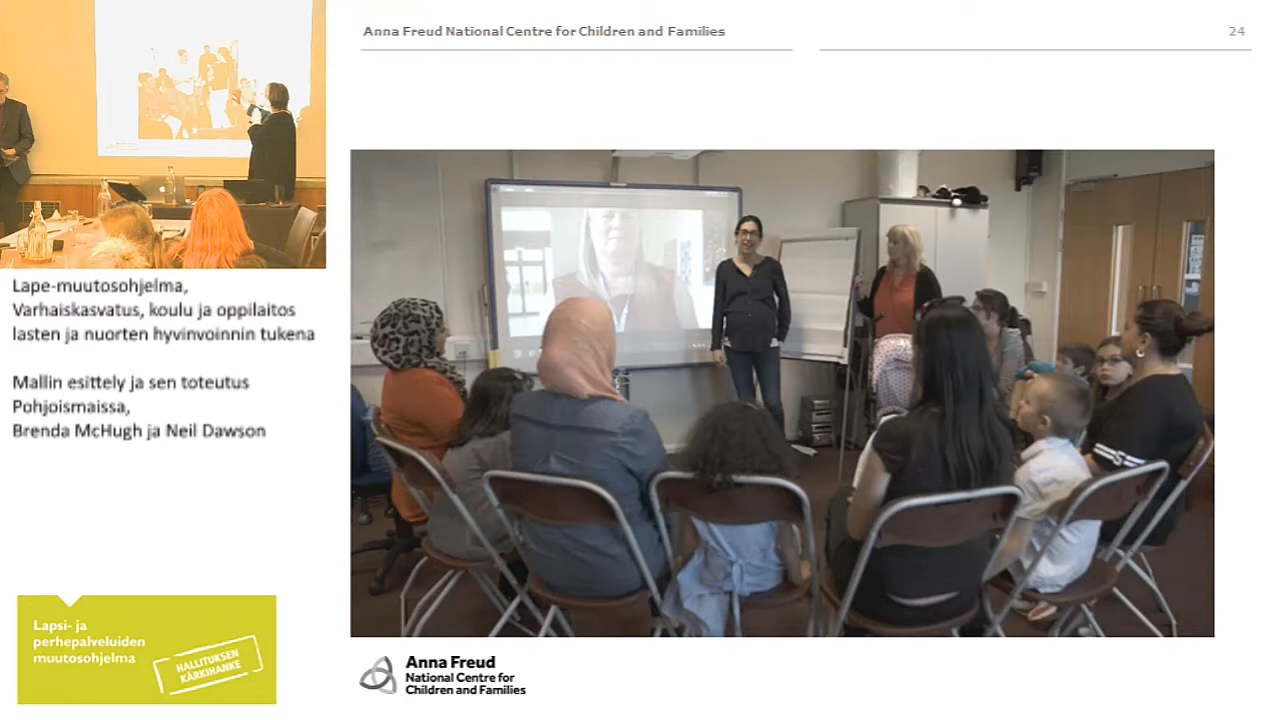 Anna Freud National Centre for Children and Families
24
Lape-muutosohjelma,
Varhaiskasvatus, koulu ja oppilaitos
lasten ja nuorten hyvinvoinnin tukena
Mallin esittely ja sen toteutus
Pohjoismaissa,
Brenda McHugh ja Neil Dawson
Lapsi- ja
perhepalveluiden
muutosohjelma
HALLITUKSEN
KÄRKIHANKE
Anna Freud
National Centre for
Children and Families